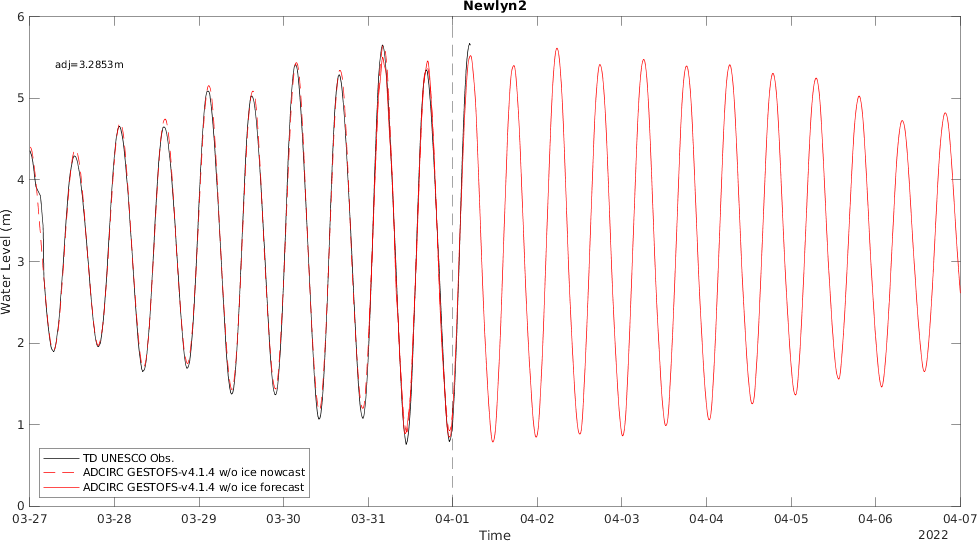 Newlyn2
adj=3.2853m
Water Level (m)
6
5
4
3
2
1
0
TD UNESCO Obs.
ADCIRC GESTOFS-v4.1.4 w/o ice nowcast
ADCIRC GESTOFS-v4.1.4 w/o ice forecast
03-27 03-28 03-29 03-30 03-31 04-01 04-02 04-03 04-04 04-05 04-06 04-07
Time
2022